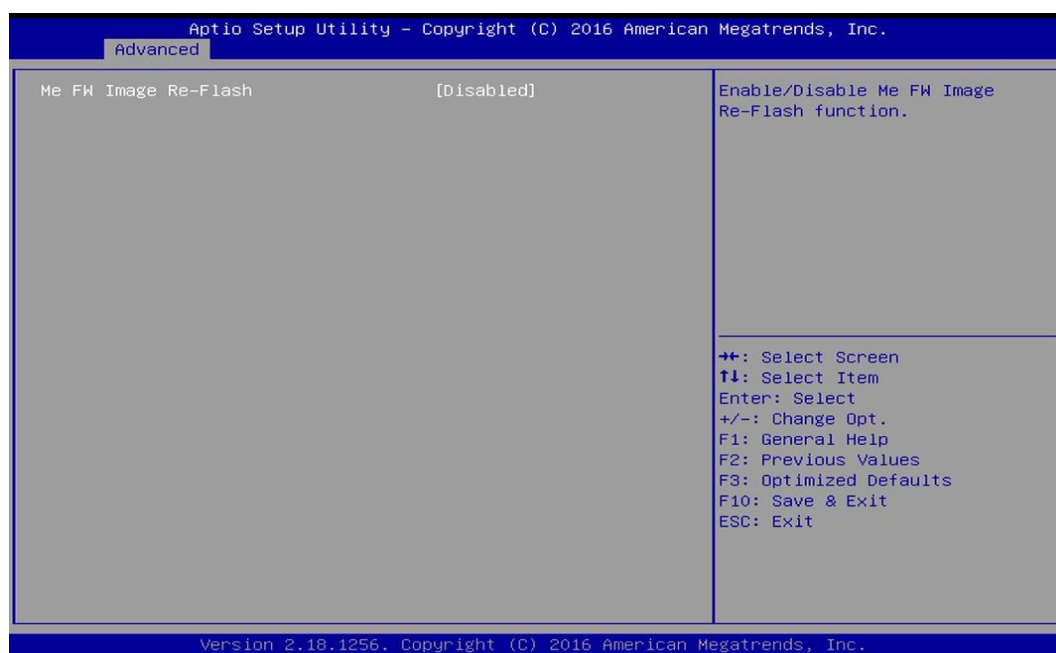 Aptio Setup Utility – Copyright (C) 2016 American Megatrends, Inc.
Advanced
Me FW Image Re-Flash [Disabled]
Enable/Disable Me FW Image
Re-Flash function.
→←: Select Screen
↑↓: Select Item
Enter: Select
+/-: Change Opt.
F1: General Help
F2: Previous Values
F3: Optimized Defaults
F10: Save & Exit
ESC: Exit
Version 2.18.1256. Copyright (C) 2016 American Megatrends, Inc.